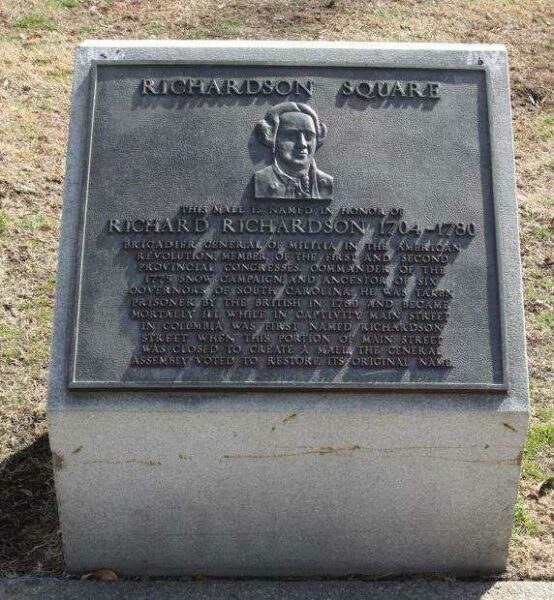 RICHARDSON SQUARE
THIS MALL IS NAMED IN HONOR OF
RICHARD RICHARDSON 1704-1780
BRIGADIER GENERAL OF MILITIA IN THE AMERICAN
REVOLUTION, MEMBER OF THE FIRST AND SECOND
PROVINCIAL CONGRESSES, COMMANDER OF THE
1775 SNOW CAMPAIGN AND ANCESTOR OF SIX
GOVERNORS OF SOUTH CAROLINA. HE WAS TAKEN
PRISONER BY THE BRITISH IN 1780 AND BECAME
MORTALLY ILL WHILE IN CAPTIVITY. MAIN STREET
IN COLUMBIA WAS FIRST NAMED RICHARDSON
STREET. WHEN THIS PORTION OF MAIN STREET
WAS CLOSED TO CREATE A MALL THE GENERAL
ASSEMBLY VOTED TO RESTORE ITS ORIGINAL NAME